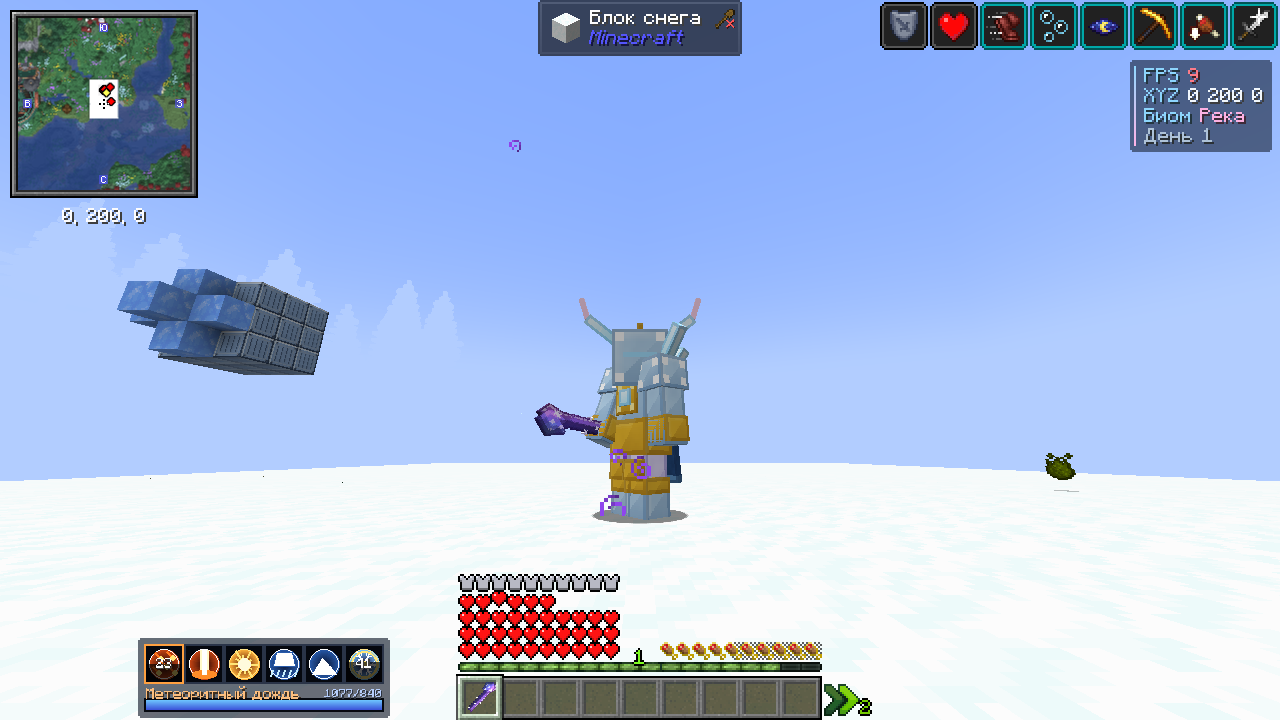 Ю
Б
З
С
0, 200, 0
Блок снега
Minecraft
FPS 9
XYZ 0 200 0
Биом Река
День 1
23
41
Метеоритный дождь 1077/840
1
3